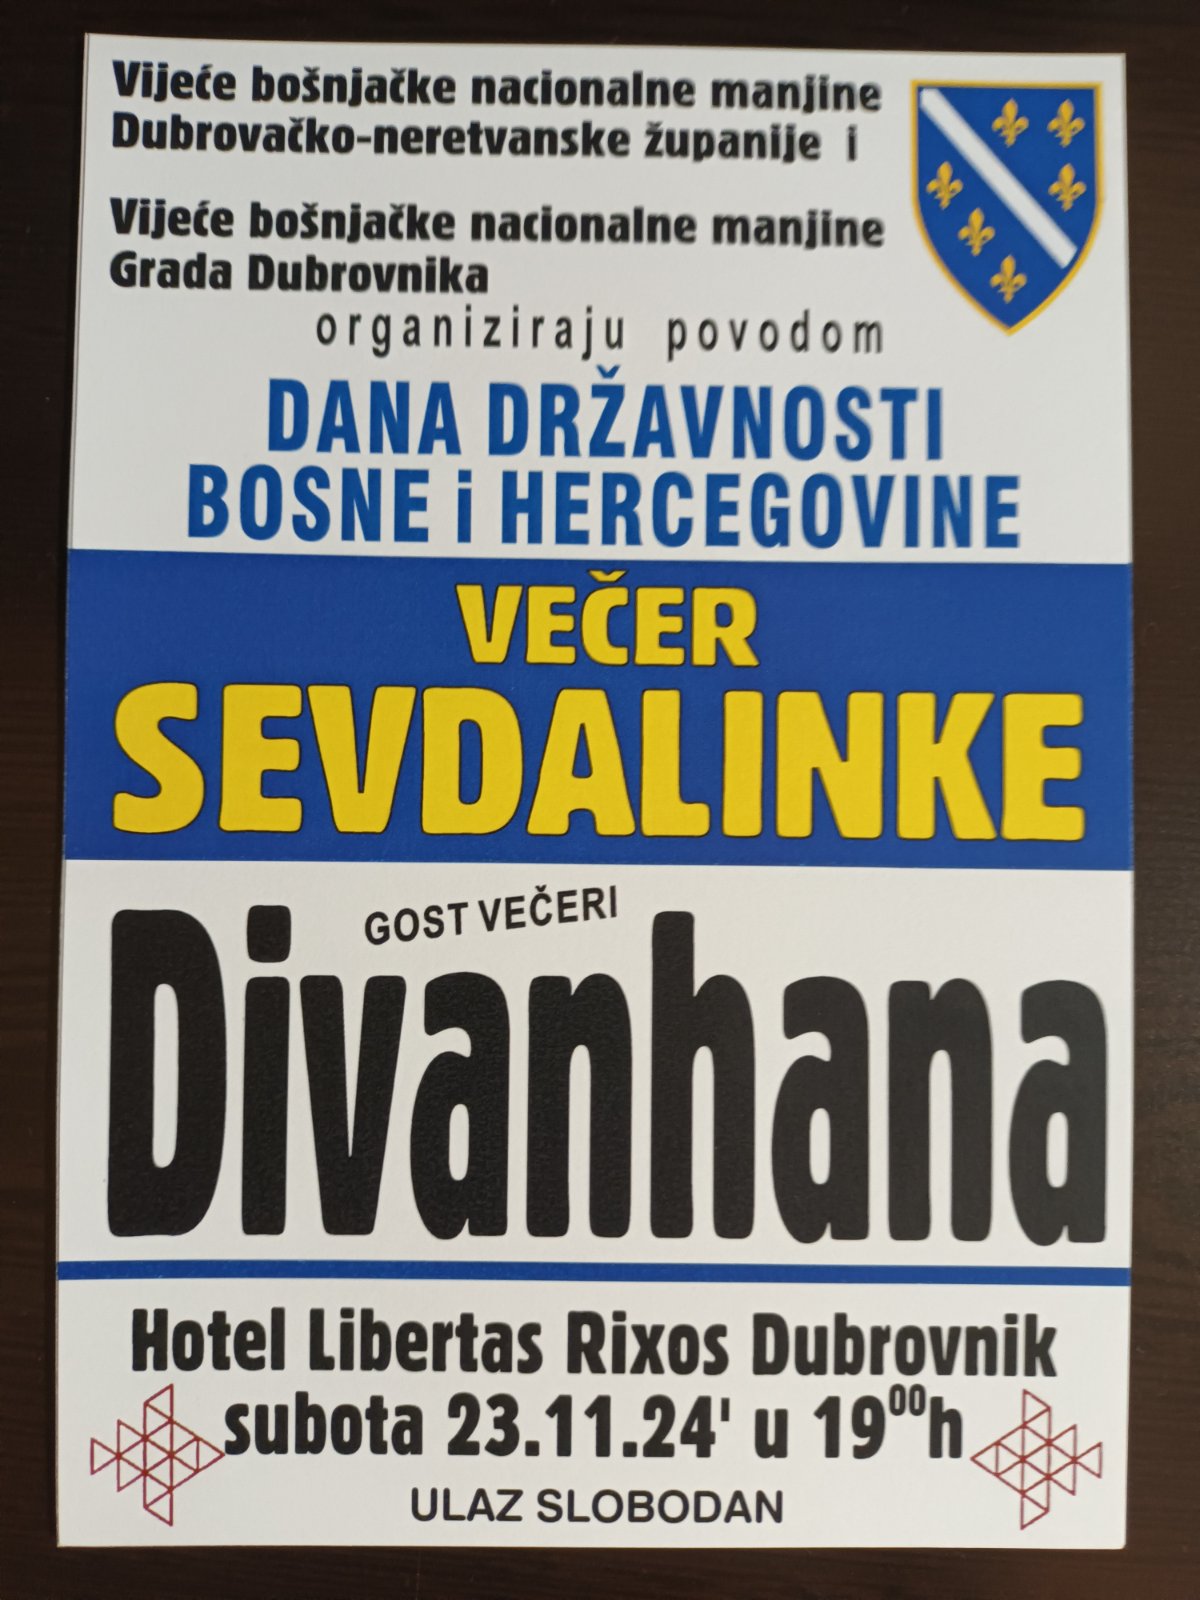 Vijeće bošnjačke nacionalne manjine
Dubrovačko-neretvanske županije i
Vijeće bošnjačke nacionalne manjine
Grada Dubrovnika
organiziraju povodom
DANA DRŽAVNOSTI
BOSNE i HERCEGOVINE
VEČER
SEVDALINKE
GOST VEČERI
Divanhana
Hotel Libertas Rixos Dubrovnik
subota 23.11.24' u 19⁰⁰h
ULAZ SLOBODAN